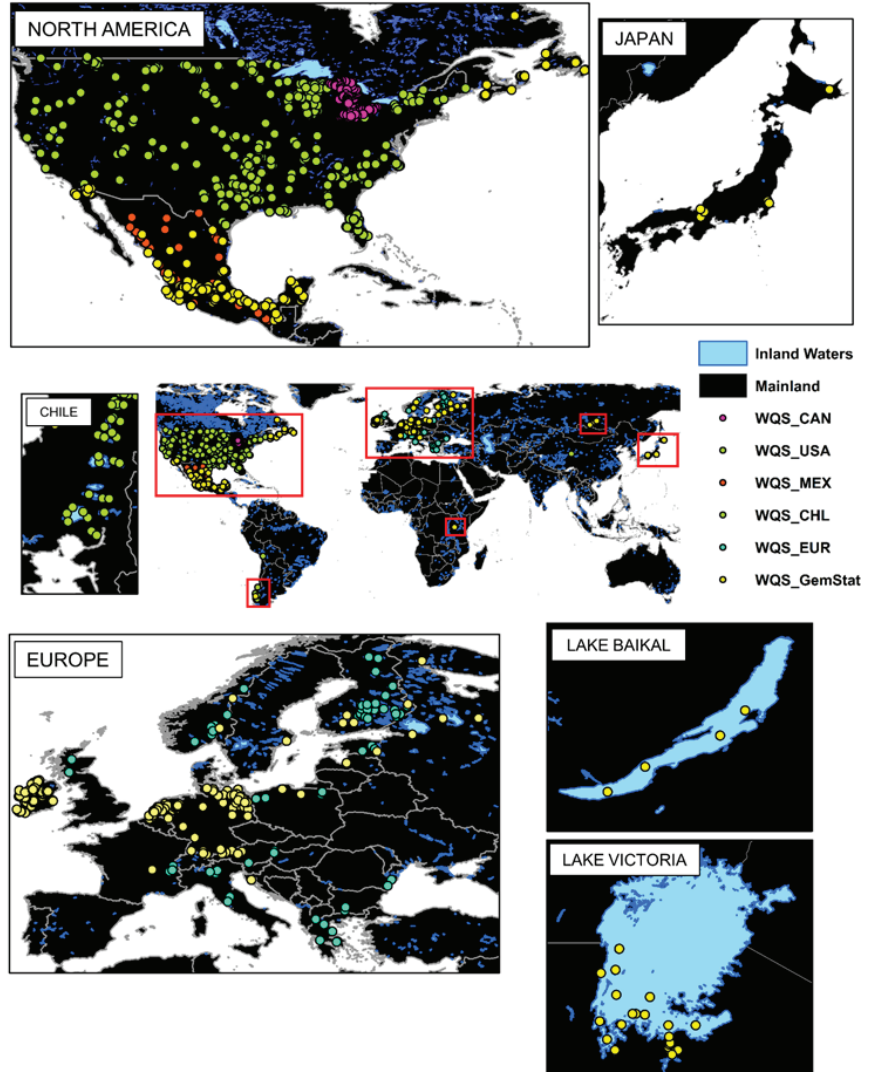 NORTH AMERICA
JAPAN
Inland Waters
Mainland
WQS_CAN
WQS_USA
WQS_MEX
WQS_CHL
WQS_EUR
WQS_GemStat
CHILE
EUROPE
LAKE BAIKAL
LAKE VICTORIA